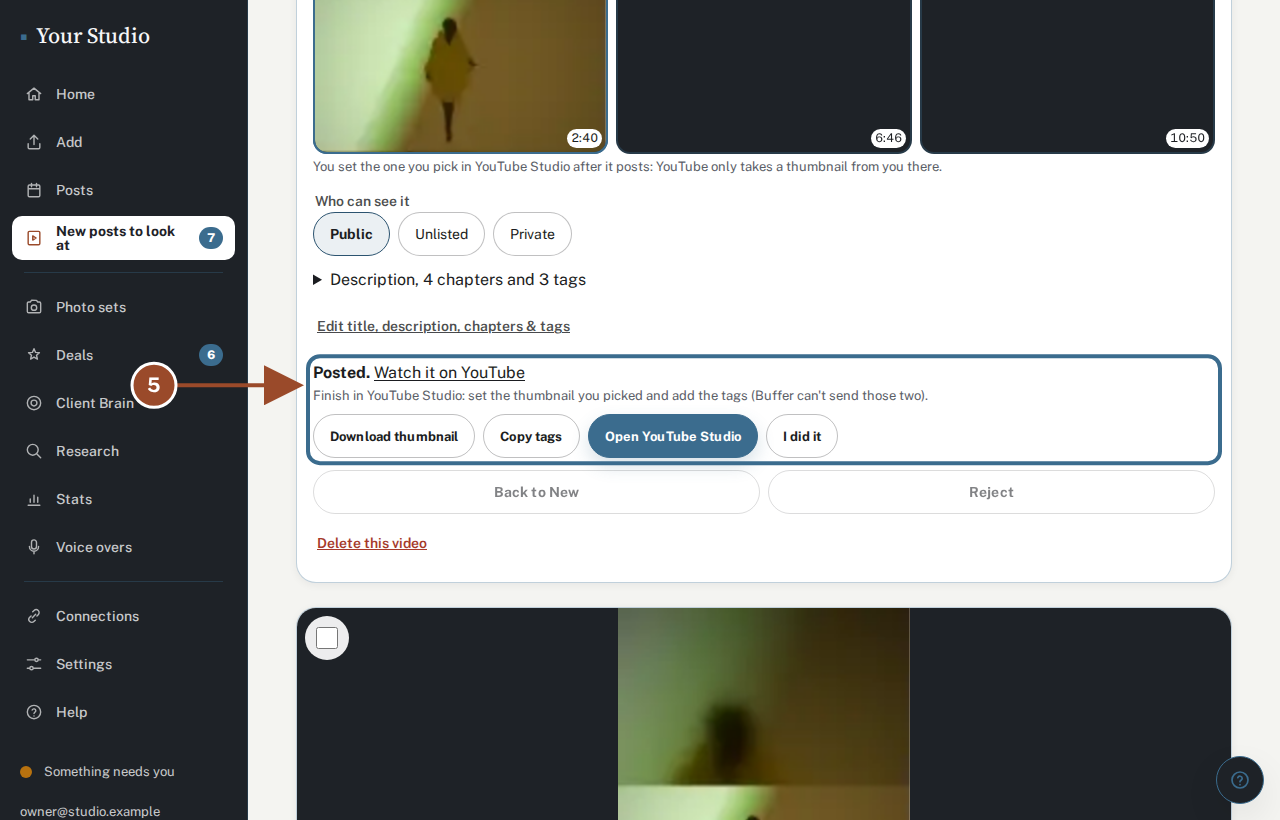 Your Studio
Home
Add
Posts
New posts to look at
7
Photo sets
Deals
6
Client Brain
Research
Stats
Voice overs
Connections
Settings
Help
Something needs you
owner@studio.example
2:40
6:46
10:50
You set the one you pick in YouTube Studio after it posts: YouTube only takes a thumbnail from you there.
Who can see it
Public
Unlisted
Private
Description, 4 chapters and 3 tags
Edit title, description, chapters & tags
5
Posted. Watch it on YouTube
Finish in YouTube Studio: set the thumbnail you picked and add the tags (Buffer can't send those two).
Download thumbnail
Copy tags
Open YouTube Studio
I did it
Back to New
Reject
Delete this video